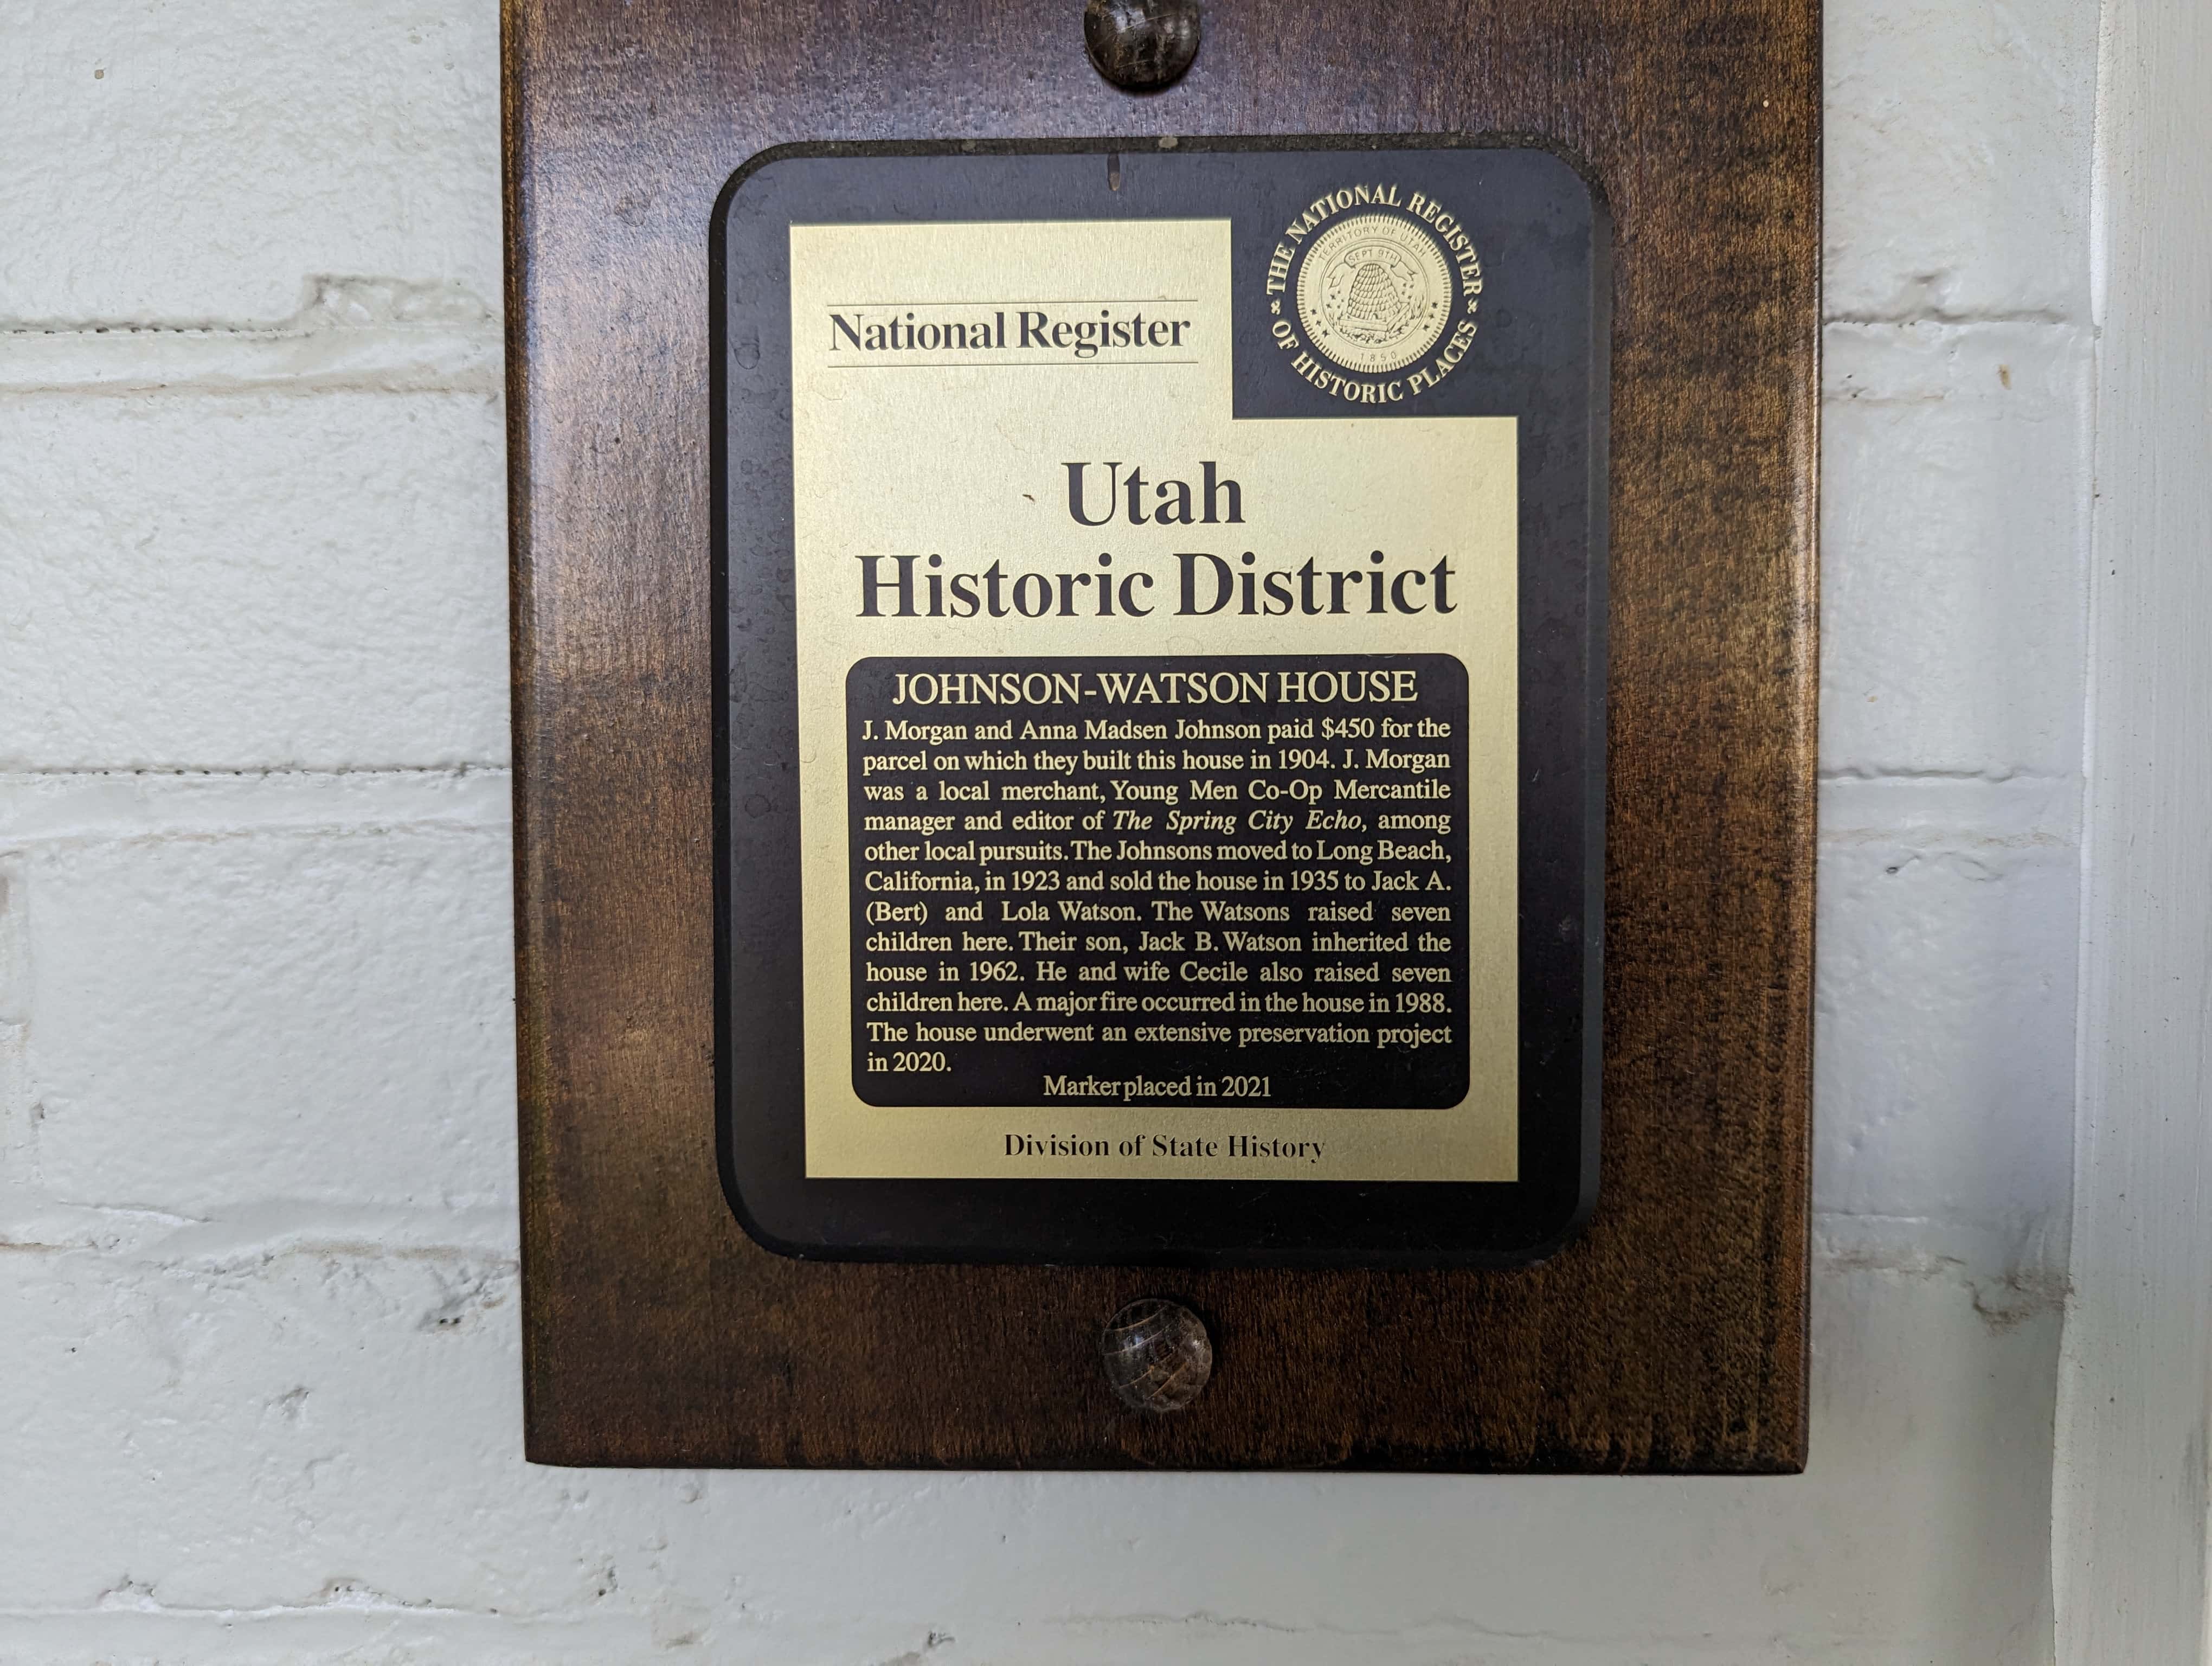 National Register
THE NATIONAL REGISTER
OF HISTORIC PLACES
TERRITORY OF UTAH
SEPT 9TH
1850
Utah
Historic District
JOHNSON-WATSON HOUSE
J. Morgan and Anna Madsen Johnson paid $450 for the
parcel on which they built this house in 1904. J. Morgan
was a local merchant, Young Men Co-Op Mercantile
manager and editor of The Spring City Echo, among
other local pursuits. The Johnsons moved to Long Beach,
California, in 1923 and sold the house in 1935 to Jack A.
(Bert) and Lola Watson. The Watsons raised seven
children here. Their son, Jack B. Watson inherited the
house in 1962. He and wife Cecile also raised seven
children here. A major fire occurred in the house in 1988.
The house underwent an extensive preservation project
in 2020.
Marker placed in 2021
Division of State History